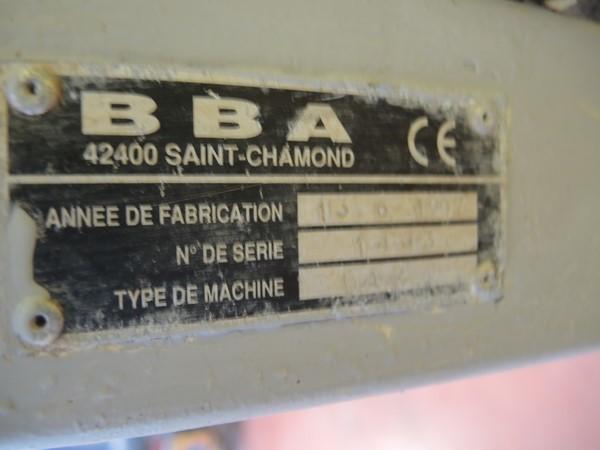 BBA
CE
42400 SAINT-CHAMOND
ANNEE DE FABRICATION
N° DE SERIE
TYPE DE MACHINE